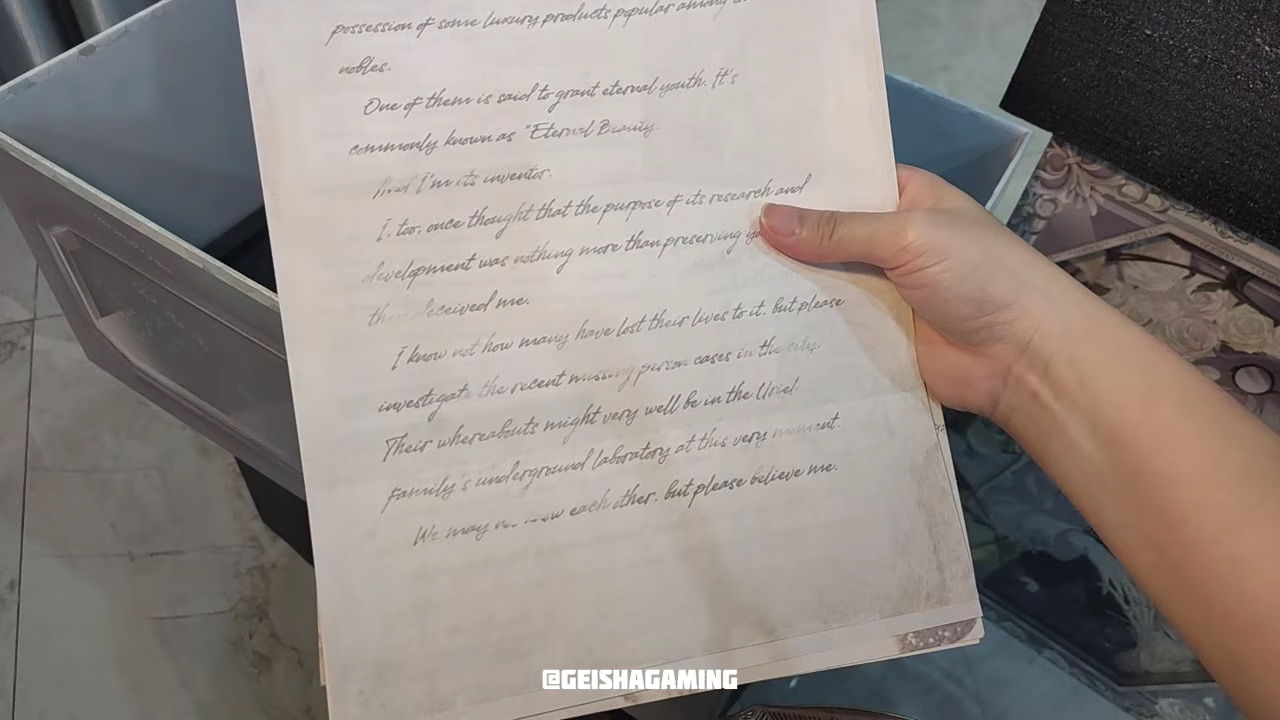 possession of some luxury products popular among
nobles.
One of them is said to grant eternal youth. It's
commonly known as "Eternal Beauty.
And I'm its inventor.
I, too, once thought that the purpose of its research and
development was nothing more than preserving
deceived me.
I know not how many have lost their lives to it, but please
investigate the recent missing person cases in the city.
Their whereabouts might very well be in the Uriel
Family's underground laboratory at this very moment.
We may not know each other, but please believe me.
@GEISHAGAMING